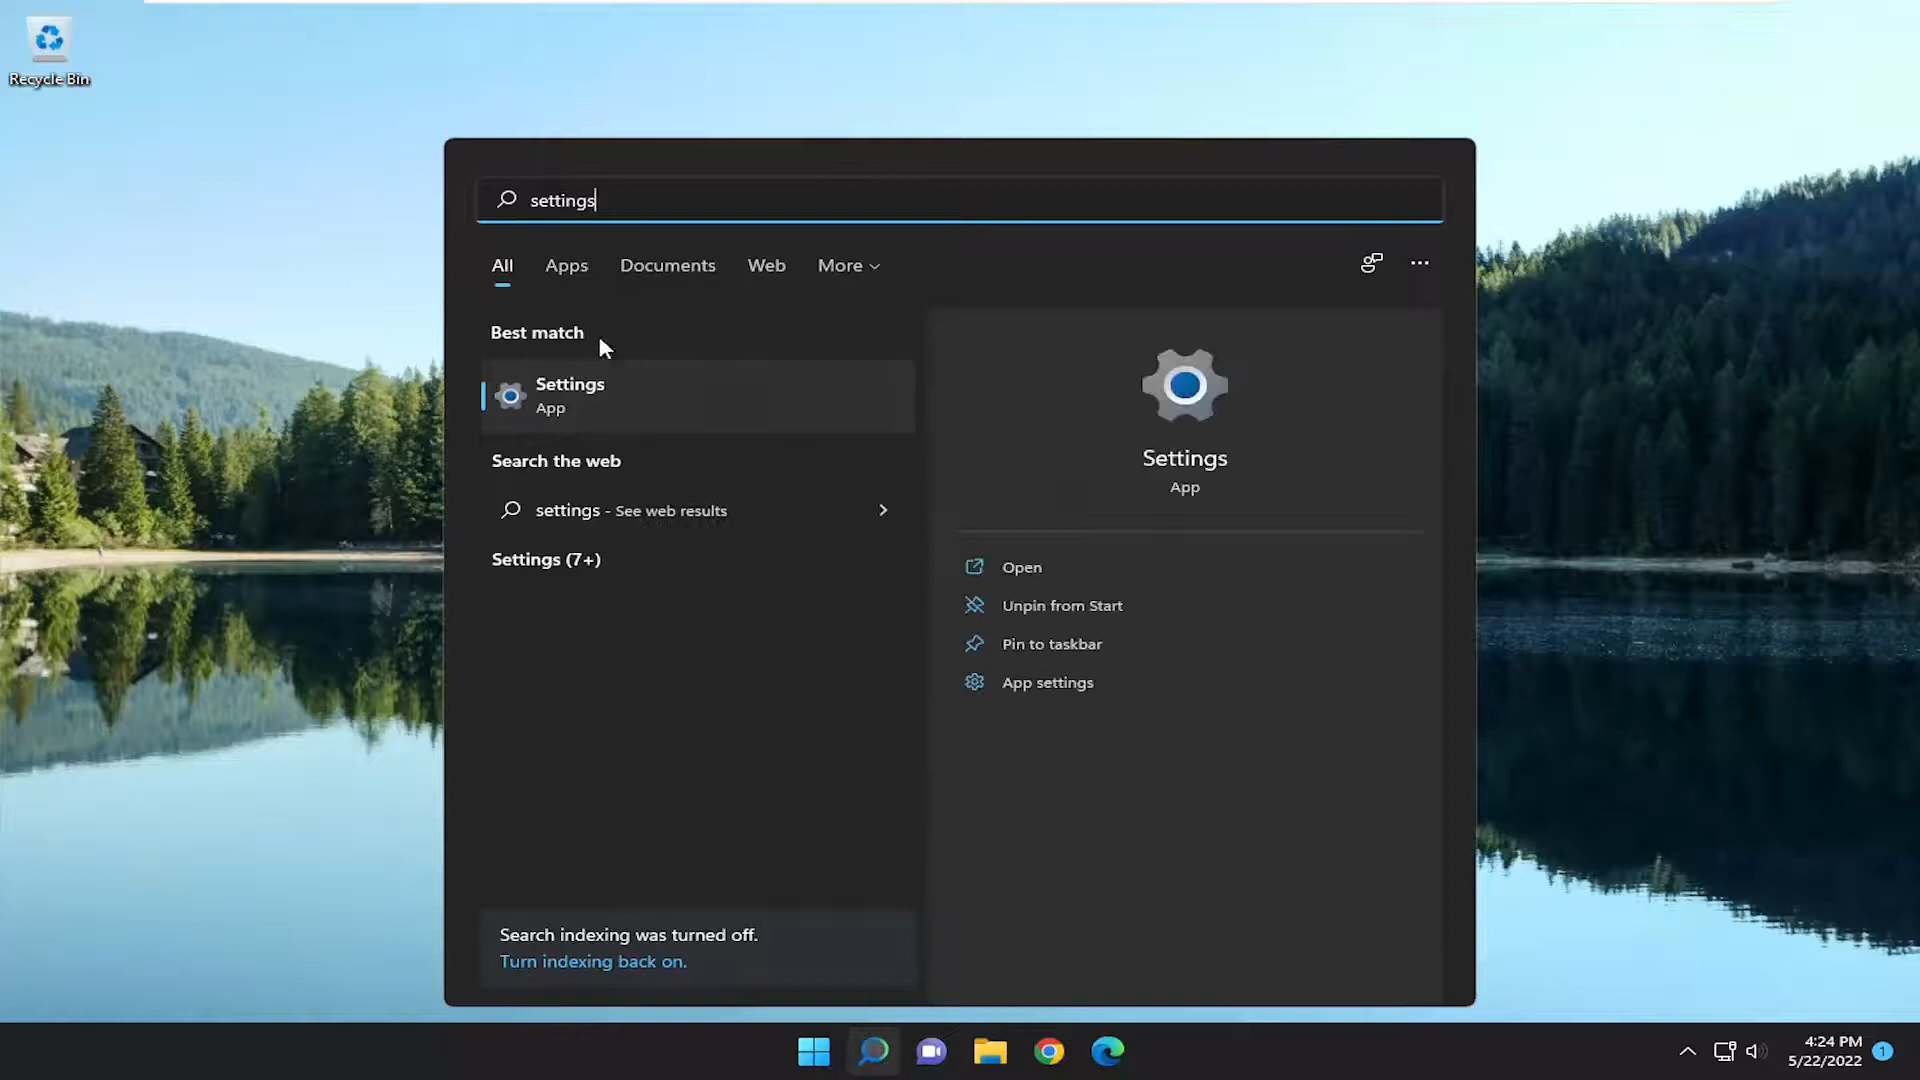 Recycle Bin
settings
All Apps Documents Web More
Best match
Settings
App
Search the web
settings - See web results
Settings (7+)
Settings
App
Open
Unpin from Start
Pin to taskbar
App settings
Search indexing was turned off.
Turn indexing back on.
4:24 PM
5/22/2022
1